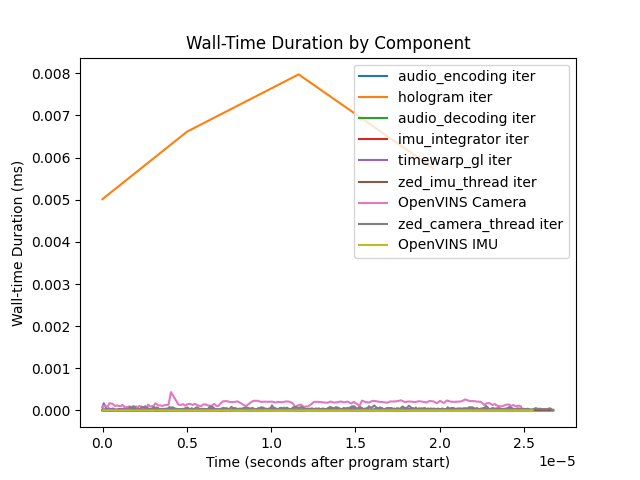 Wall-Time Duration by Component
Wall-time Duration (ms)
0.008
0.007
0.006
0.005
0.004
0.003
0.002
0.001
0.000
audio_encoding iter
hologram iter
audio_decoding iter
imu_integrator iter
timewarp_gl iter
zed_imu_thread iter
OpenVINS Camera
zed_camera_thread iter
OpenVINS IMU
0.0 0.5 1.0 1.5 2.0 2.5
1e−5
Time (seconds after program start)